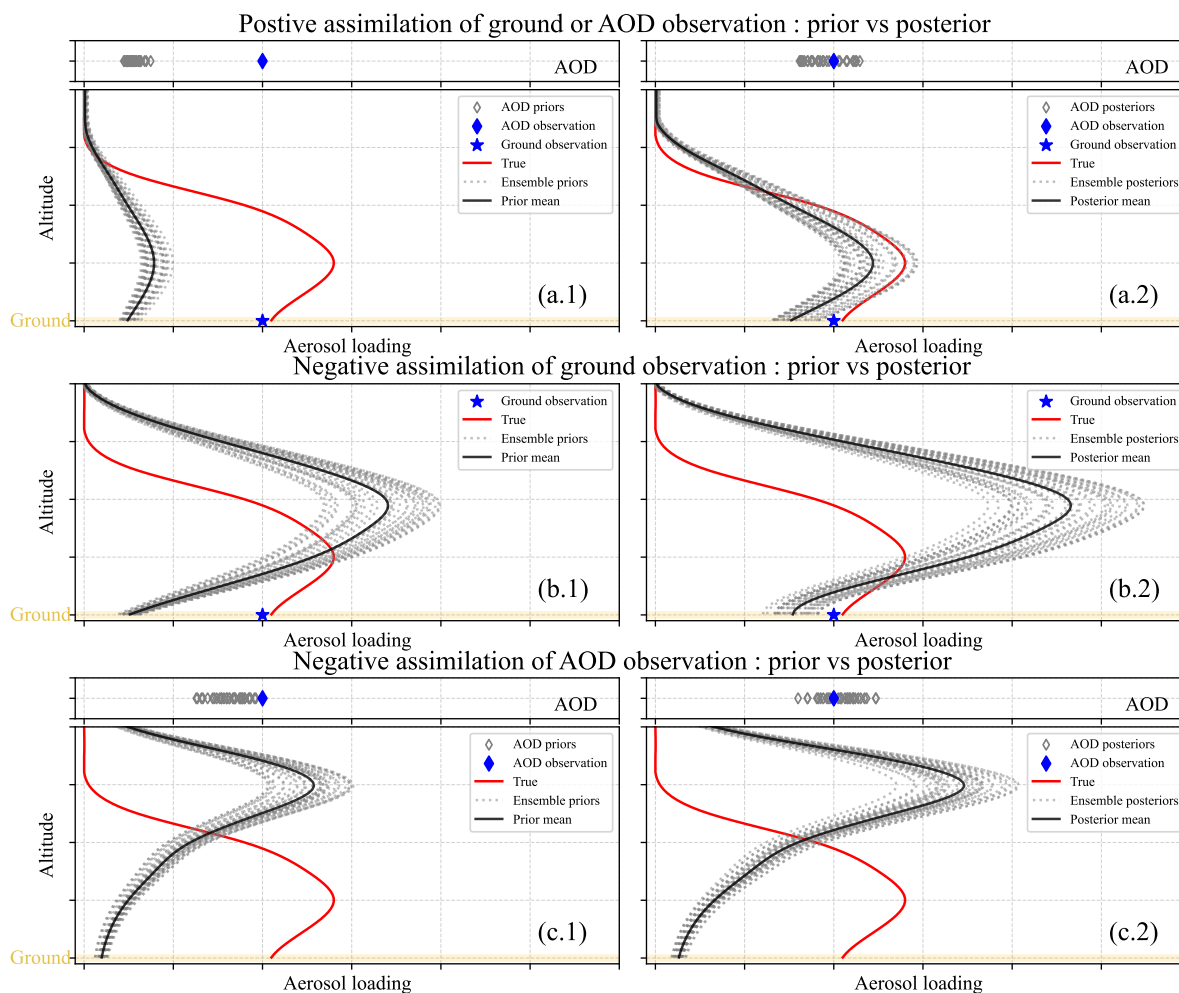 Postive assimilation of ground or AOD observation : prior vs posterior
AOD
AOD
AOD priors
AOD observation
Ground observation
True
Ensemble priors
Prior mean
Altitude
(a.1)
Ground
Aerosol loading
AOD posteriors
AOD observation
Ground observation
True
Ensemble posteriors
Posterior mean
(a.2)
Aerosol loading
Negative assimilation of ground observation : prior vs posterior
Ground observation
True
Ensemble priors
Prior mean
Altitude
(b.1)
Ground
Aerosol loading
Ground observation
True
Ensemble posteriors
Posterior mean
(b.2)
Aerosol loading
Negative assimilation of AOD observation : prior vs posterior
AOD
AOD
AOD priors
AOD observation
True
Ensemble priors
Prior mean
Altitude
(c.1)
Ground
Aerosol loading
AOD posteriors
AOD observation
True
Ensemble posteriors
Posterior mean
(c.2)
Aerosol loading